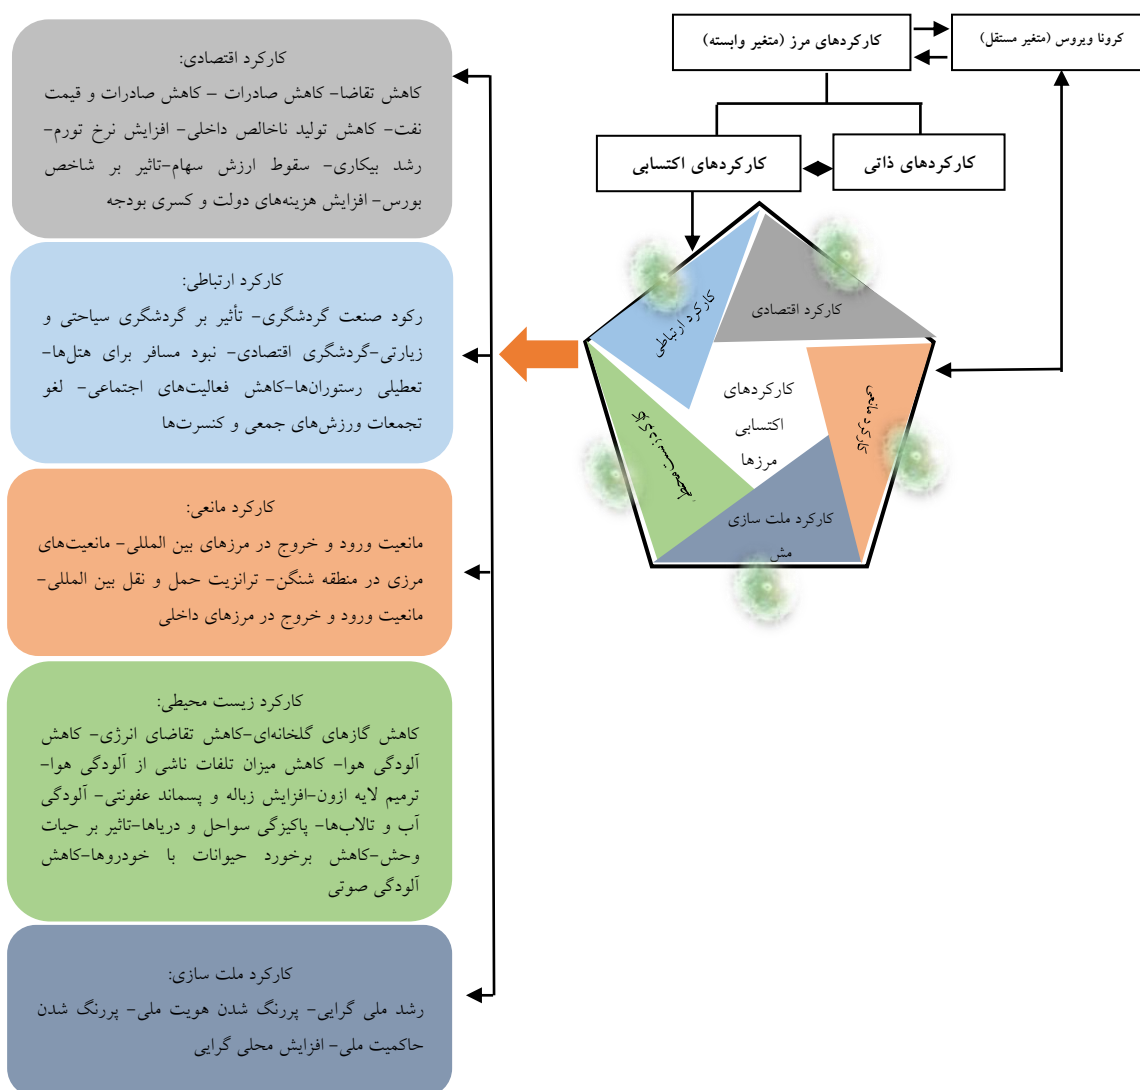 کرونا ویروس (متغیر مستقل)
کارکردهای مرز (متغیر وابسته)
کارکردهای ذاتی
کارکردهای اکتسابی
کارکرد اقتصادی
کارکرد ارتباطی
کارکرد مانعی
کارکردهای
اکتسابی
مرزها
کارکرد ملت سازی
مش
کارکرد اقتصادی:
کاهش تقاضا- کاهش صادرات – کاهش صادرات و قیمت
نفت- کاهش تولید ناخالص داخلی- افزایش نرخ تورم-
رشد بیکاری- سقوط ارزش سهام-تاثیر بر شاخص
بورس- افزایش هزینه‌های دولت و کسری بودجه
کارکرد ارتباطی:
رکود صنعت گردشگری- تأثیر بر گردشگری سیاحتی و
زیارتی-گردشگری اقتصادی- نبود مسافر برای هتل‌ها-
تعطیلی رستوران‌ها-کاهش فعالیت‌های اجتماعی- لغو
تجمعات ورزش‌های جمعی و کنسرت‌ها
کارکرد مانعی:
مانعیت ورود و خروج در مرزهای بین المللی- مانعیت‌های
مرزی در منطقه شنگن- ترانزیت حمل و نقل بین المللی-
مانعیت ورود و خروج در مرزهای داخلی
کارکرد زیست محیطی:
کاهش گازهای گلخانه‌ای-کاهش تقاضای انرژی- کاهش
آلودگی هوا- کاهش میزان تلفات ناشی از آلودگی هوا-
ترمیم لایه ازون-افزایش زباله و پسماند عفونتی- آلودگی
آب و تالاب‌ها- پاکیزگی سواحل و دریاها-تاثیر بر حیات
وحش-کاهش برخورد حیوانات با خودروها-کاهش
آلودگی صوتی
کارکرد ملت سازی:
رشد ملی گرایی- پررنگ شدن هویت ملی- پررنگ شدن
حاکمیت ملی- افزایش محلی گرایی